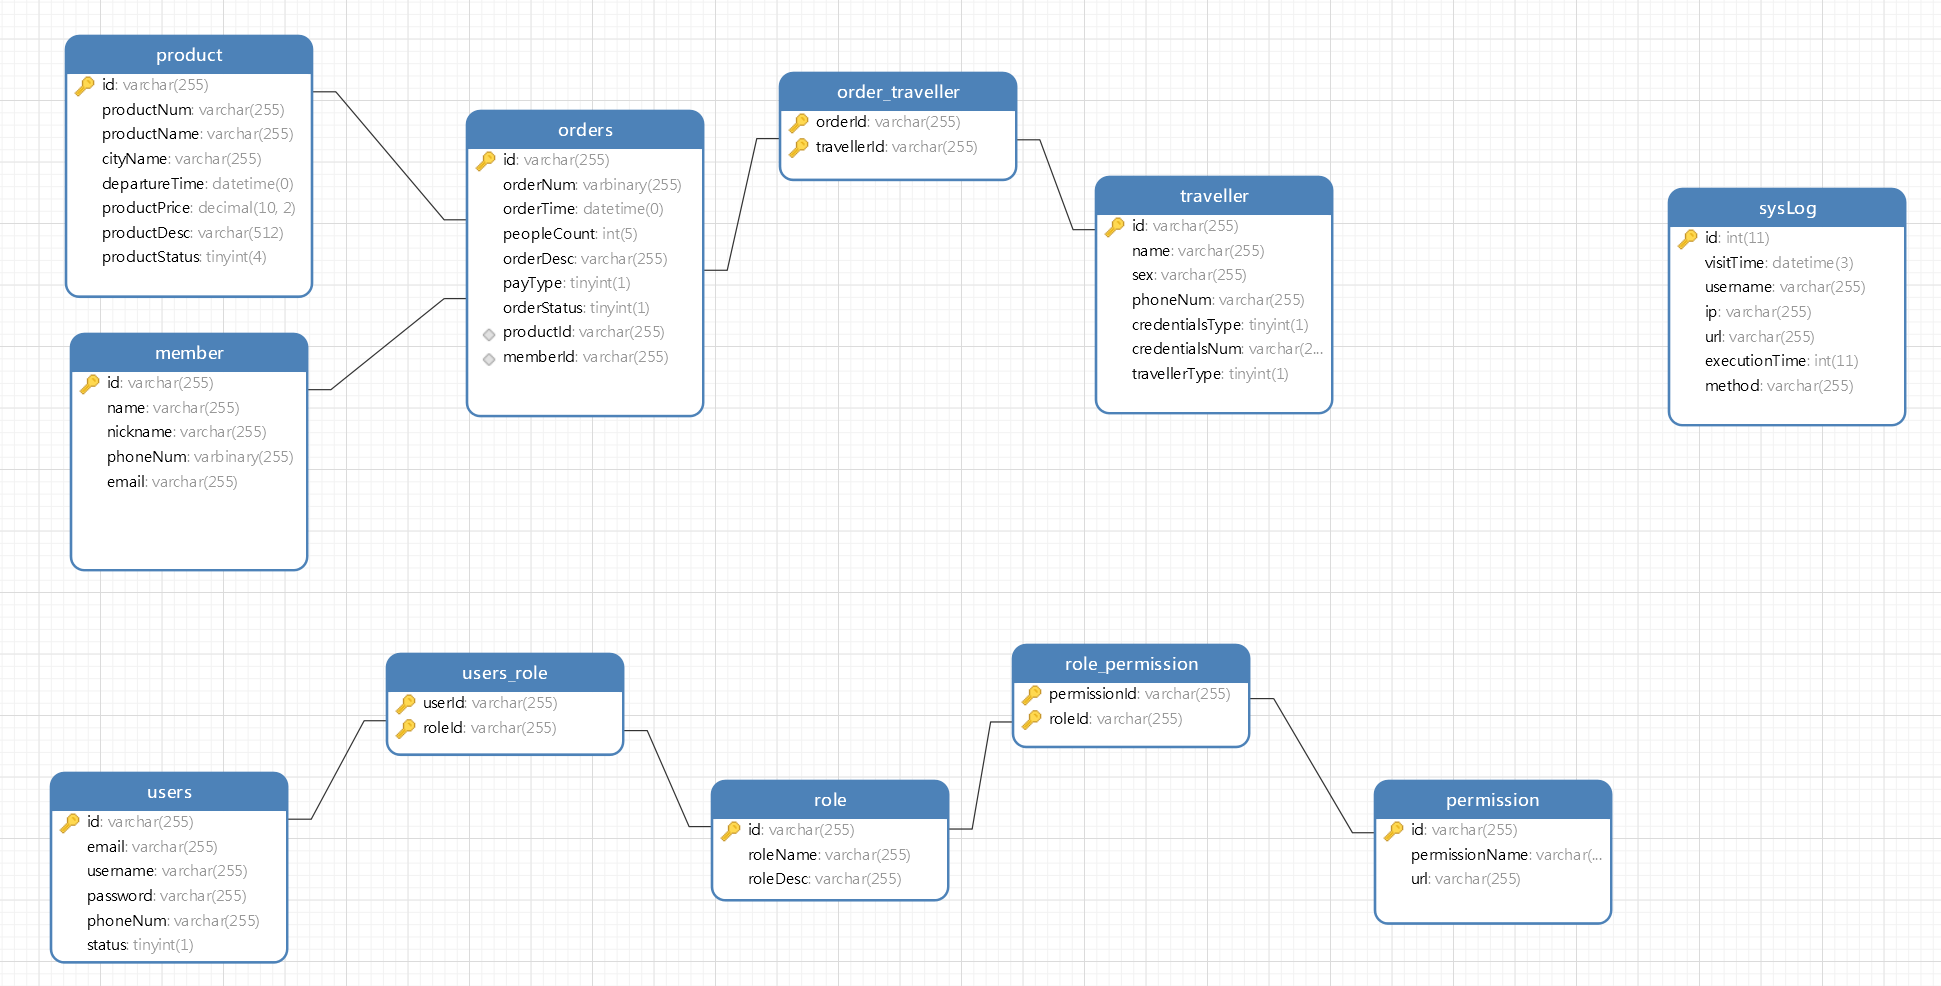 product
id: varchar(255)
productNum: varchar(255)
productName: varchar(255)
cityName: varchar(255)
departureTime: datetime(0)
productPrice: decimal(10, 2)
productDesc: varchar(512)
productStatus: tinyint(4)
member
id: varchar(255)
name: varchar(255)
nickname: varchar(255)
phoneNum: varbinary(255)
email: varchar(255)
orders
id: varchar(255)
orderNum: varbinary(255)
orderTime: datetime(0)
peopleCount: int(5)
orderDesc: varchar(255)
payType: tinyint(1)
orderStatus: tinyint(1)
productId: varchar(255)
memberId: varchar(255)
order_traveller
orderId: varchar(255)
travellerId: varchar(255)
traveller
id: varchar(255)
name: varchar(255)
sex: varchar(255)
phoneNum: varchar(255)
credentialsType: tinyint(1)
credentialsNum: varchar(2...
travellerType: tinyint(1)
sysLog
id: int(11)
visitTime: datetime(3)
username: varchar(255)
ip: varchar(255)
url: varchar(255)
executionTime: int(11)
method: varchar(255)
users
id: varchar(255)
email: varchar(255)
username: varchar(255)
password: varchar(255)
phoneNum: varchar(255)
status: tinyint(1)
users_role
userId: varchar(255)
roleId: varchar(255)
role
id: varchar(255)
roleName: varchar(255)
roleDesc: varchar(255)
role_permission
permissionId: varchar(255)
roleId: varchar(255)
permission
id: varchar(255)
permissionName: varchar(...
url: varchar(255)